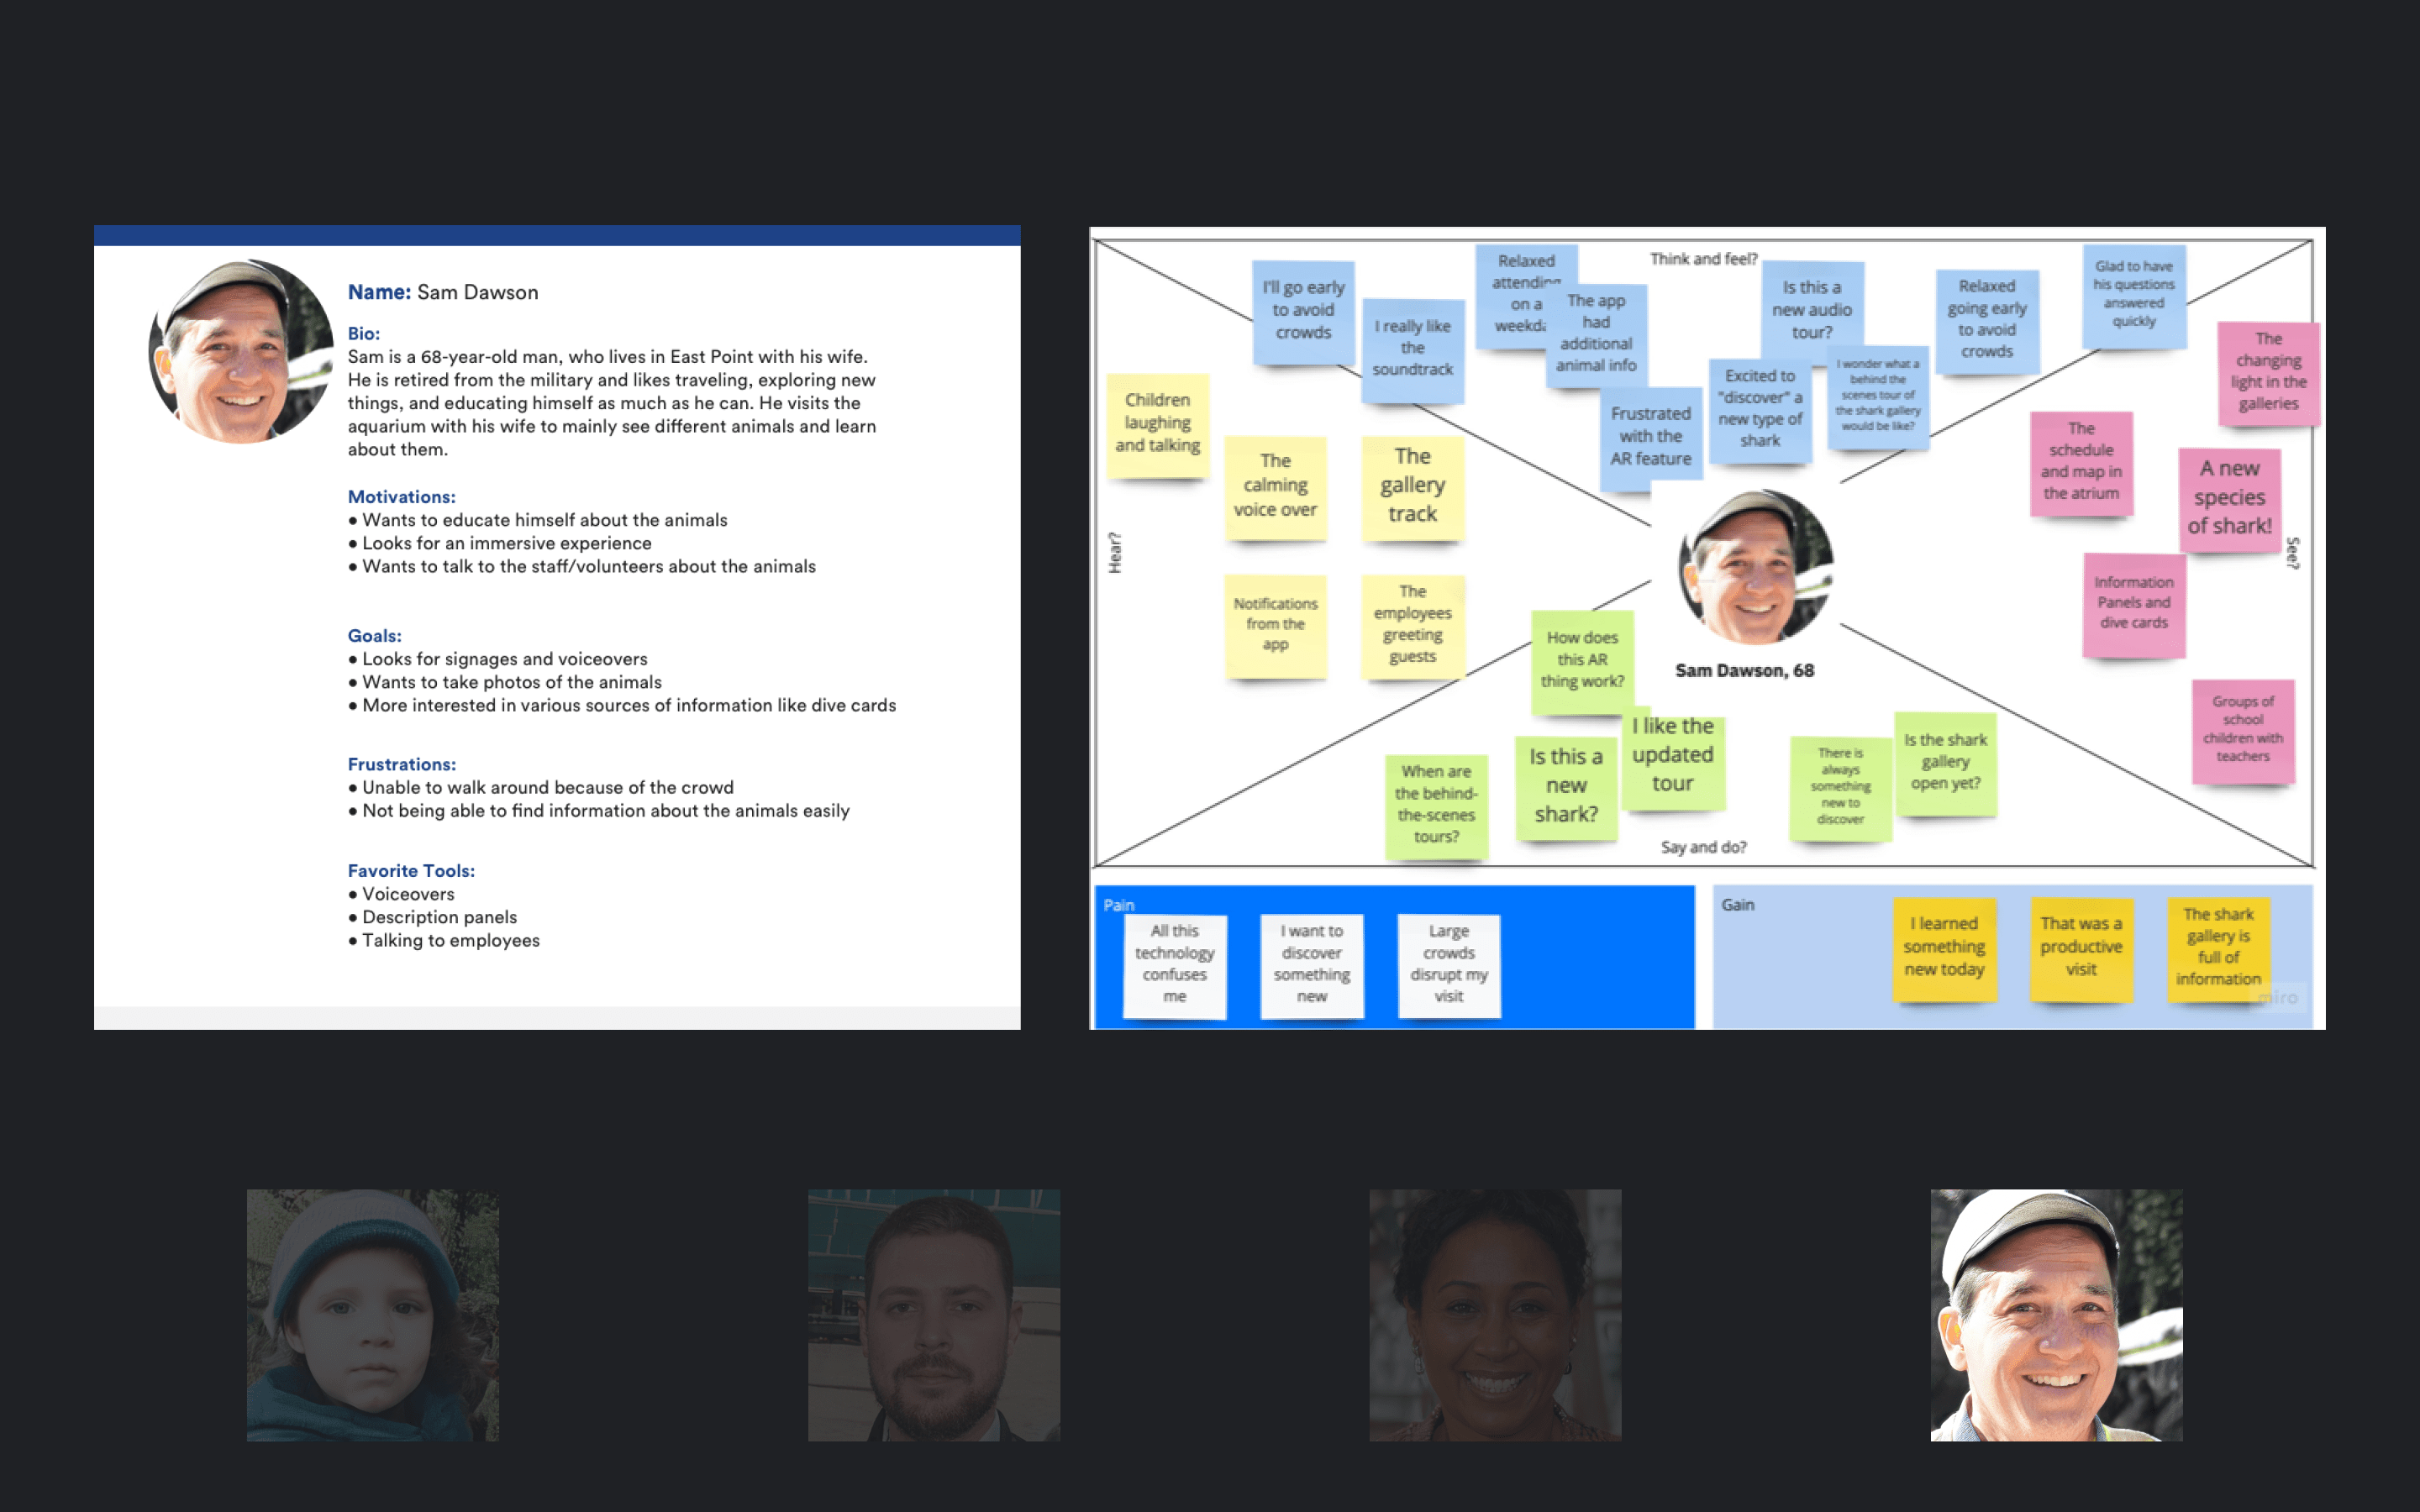 Name: Sam Dawson
Bio:
Sam is a 68-year-old man, who lives in East Point with his wife.
He is retired from the military and likes traveling, exploring new
things, and educating himself as much as he can. He visits the
aquarium with his wife to mainly see different animals and learn
about them.
Motivations:
● Wants to educate himself about the animals
● Looks for an immersive experience
● Wants to talk to the staff/volunteers about the animals
Goals:
● Looks for signages and voiceovers
● Wants to take photos of the animals
● More interested in various sources of information like dive cards
Frustrations:
● Unable to walk around because of the crowd
● Not being able to find information about the animals easily
Favorite Tools:
● Voiceovers
● Description panels
● Talking to employees
Think and feel?
I'll go early
to avoid
crowds
I really like
the
soundtrack
Relaxed
attending
on a
The app
had
additional
animal info
Frustrated
with the
AR feature
Is this a
new audio
tour?
Excited to
"discover" a
new type of
shark
I wonder what a
behind the
scenes tour of
the shark gallery
would be like?
Relaxed
going early
to avoid
crowds
Glad to have
his questions
answered
quickly
Hear?
Children
laughing
and talking
The
calming
voice over
The
gallery
track
Notifications
from the
app
The
employees
greeting
guests
See?
The
changing
light in the
galleries
The
schedule
and map in
the atrium
A new
species
of shark!
Information
Panels and
dive cards
Groups of
school
children with
teachers
Sam Dawson, 68
How does
this AR
thing work?
When are
the behind-
the-scenes
tours?
Is this a
new
shark?
I like the
updated
tour
There is
always
something
new to
discover
Is the shark
gallery
open yet?
Say and do?
Pain
All this
technology
confuses
me
I want to
discover
something
new
Large
crowds
disrupt my
visit
Gain
I learned
something
new today
That was a
productive
visit
The shark
gallery is
full of
information
miro